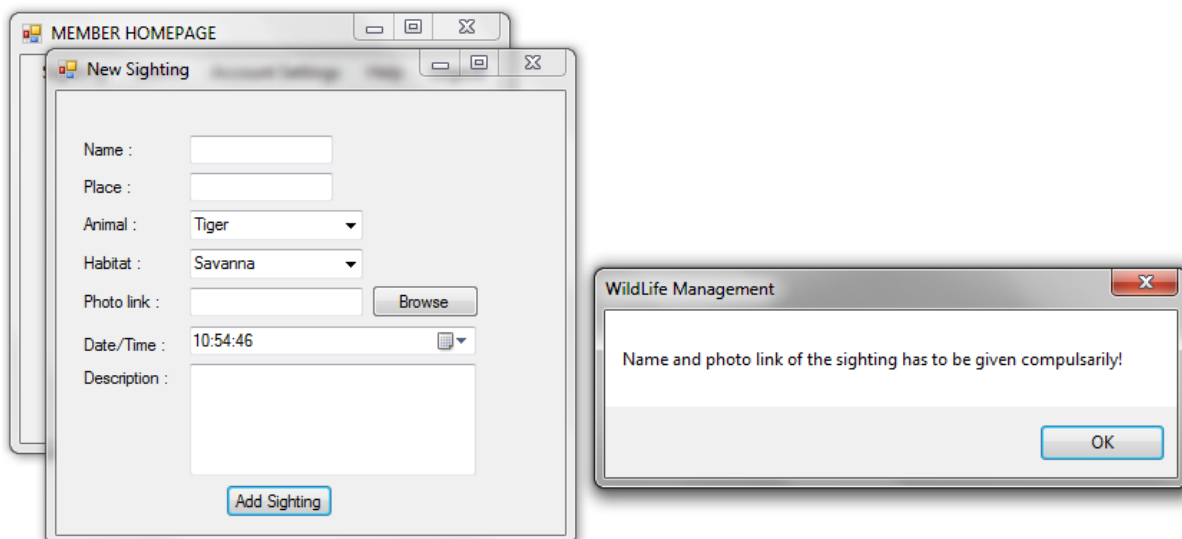 MEMBER HOMEPAGE
New Sighting
Account Settings Help
Name :
Place :
Animal : Tiger
Habitat : Savanna
Photo link : Browse
Date/Time : 10:54:46
Description :
Add Sighting
WildLife Management
Name and photo link of the sighting has to be given compulsarily!
OK